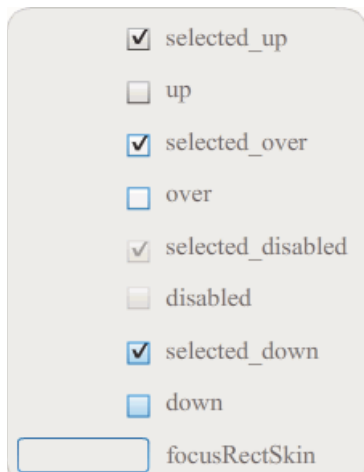 selected_up
up
selected_over
over
selected_disabled
disabled
selected_down
down
focusRectSkin